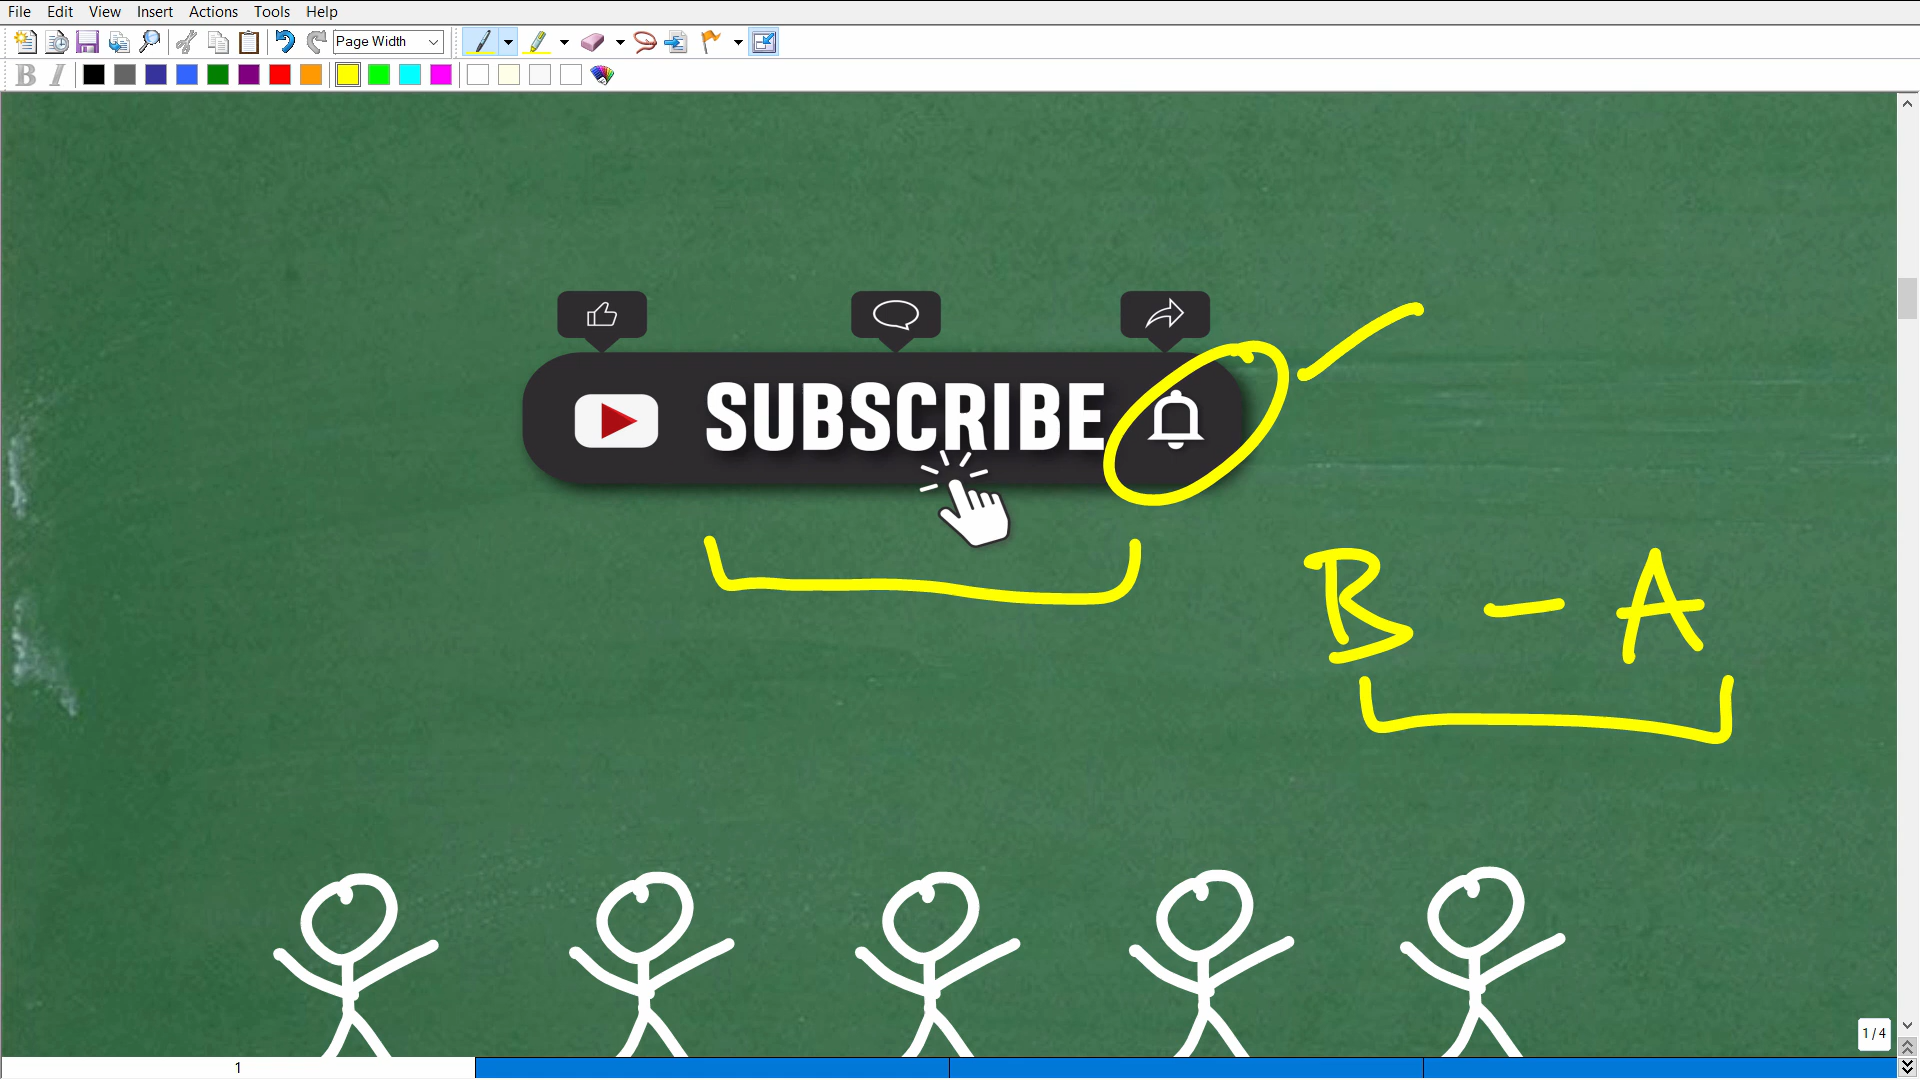 File Edit View Insert Actions Tools Help
Page Width
B I
SUBSCRIBE
B - A
1 / 4
1